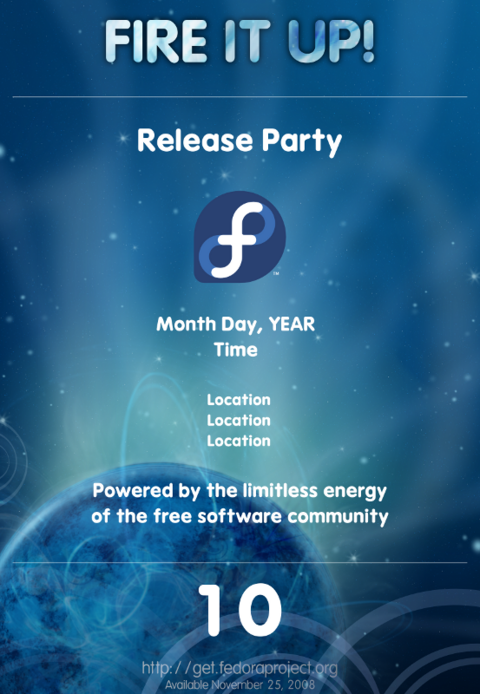 FIRE IT UP!
Release Party
TM
Month Day, YEAR
Time
Location
Location
Location
Powered by the limitless energy
of the free software community
10
http://get.fedoraproject.org
Available November 25, 2008